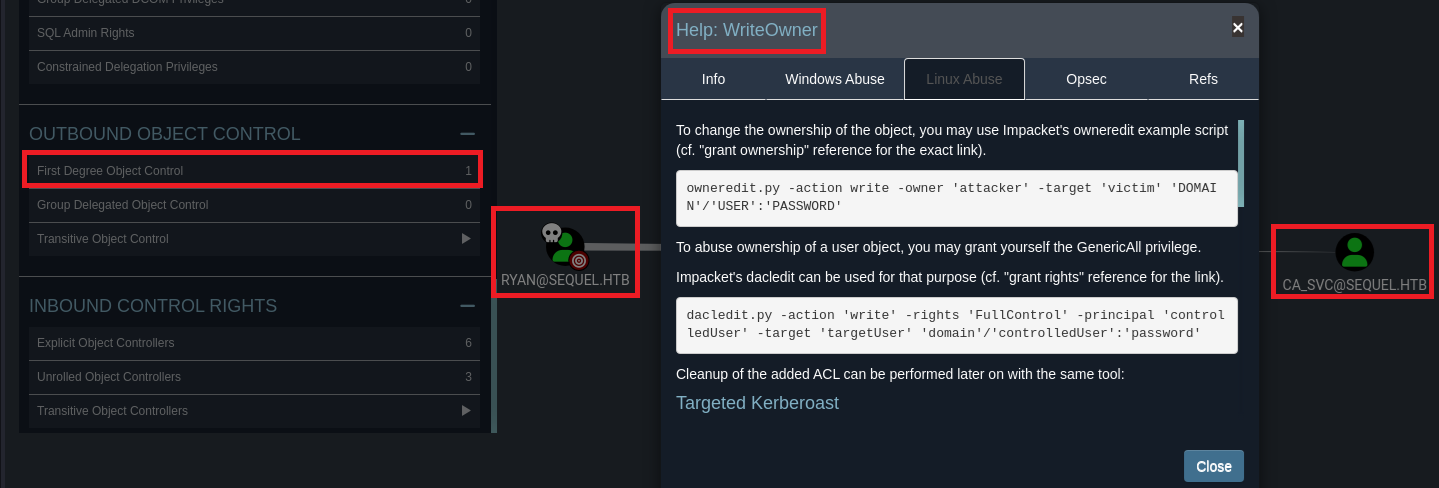 Group Delegated DCOM Privileges 0
SQL Admin Rights 0
Constrained Delegation Privileges 0
OUTBOUND OBJECT CONTROL
First Degree Object Control 1
Group Delegated Object Control 0
Transitive Object Control
INBOUND CONTROL RIGHTS
Explicit Object Controllers 6
Unrolled Object Controllers 3
Transitive Object Controllers
RYAN@SEQUEL.HTB
Help: WriteOwner
×
Info Windows Abuse Linux Abuse Opsec Refs
To change the ownership of the object, you may use Impacket's owneredit example script
(cf. "grant ownership" reference for the exact link).
owneredit.py -action write -owner 'attacker' -target 'victim' 'DOMAI
N'/'USER':'PASSWORD'
To abuse ownership of a user object, you may grant yourself the GenericAll privilege.
Impacket's dacledit can be used for that purpose (cf. "grant rights" reference for the link).
dacledit.py -action 'write' -rights 'FullControl' -principal 'control
ledUser' -target 'targetUser' 'domain'/'controlledUser':'password'
Cleanup of the added ACL can be performed later on with the same tool:
Targeted Kerberoast
Close
CA_SVC@SEQUEL.HTB